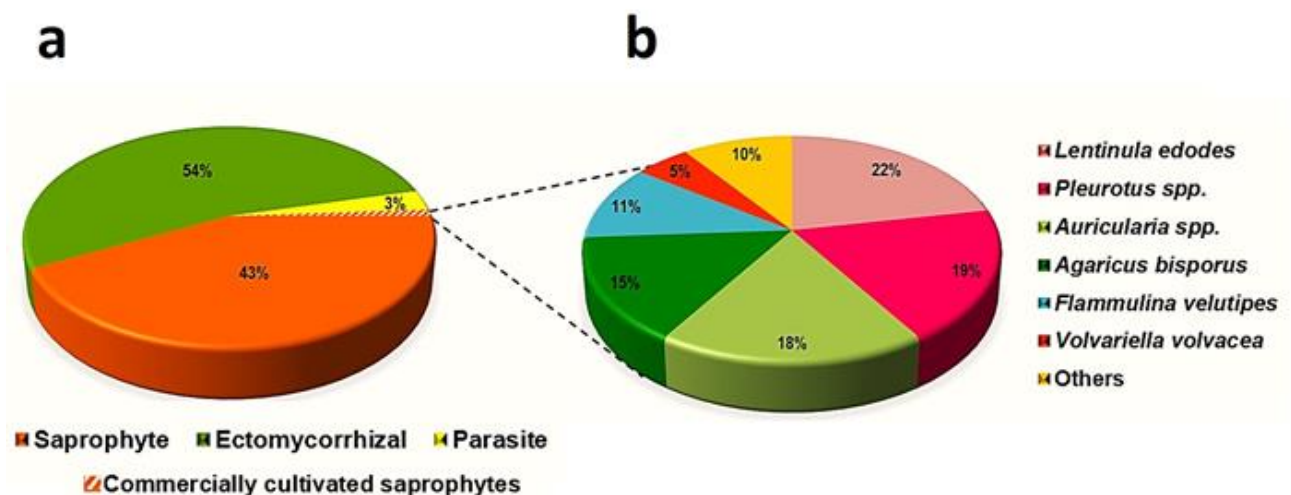 a
54%
3%
43%
Saprophyte Ectomycorrhizal Parasite
Commercially cultivated saprophytes
b
10%
22%
5%
11%
19%
15%
18%
Lentinula edodes
Pleurotus spp.
Auricularia spp.
Agaricus bisporus
Flammulina velutipes
Volvariella volvacea
Others